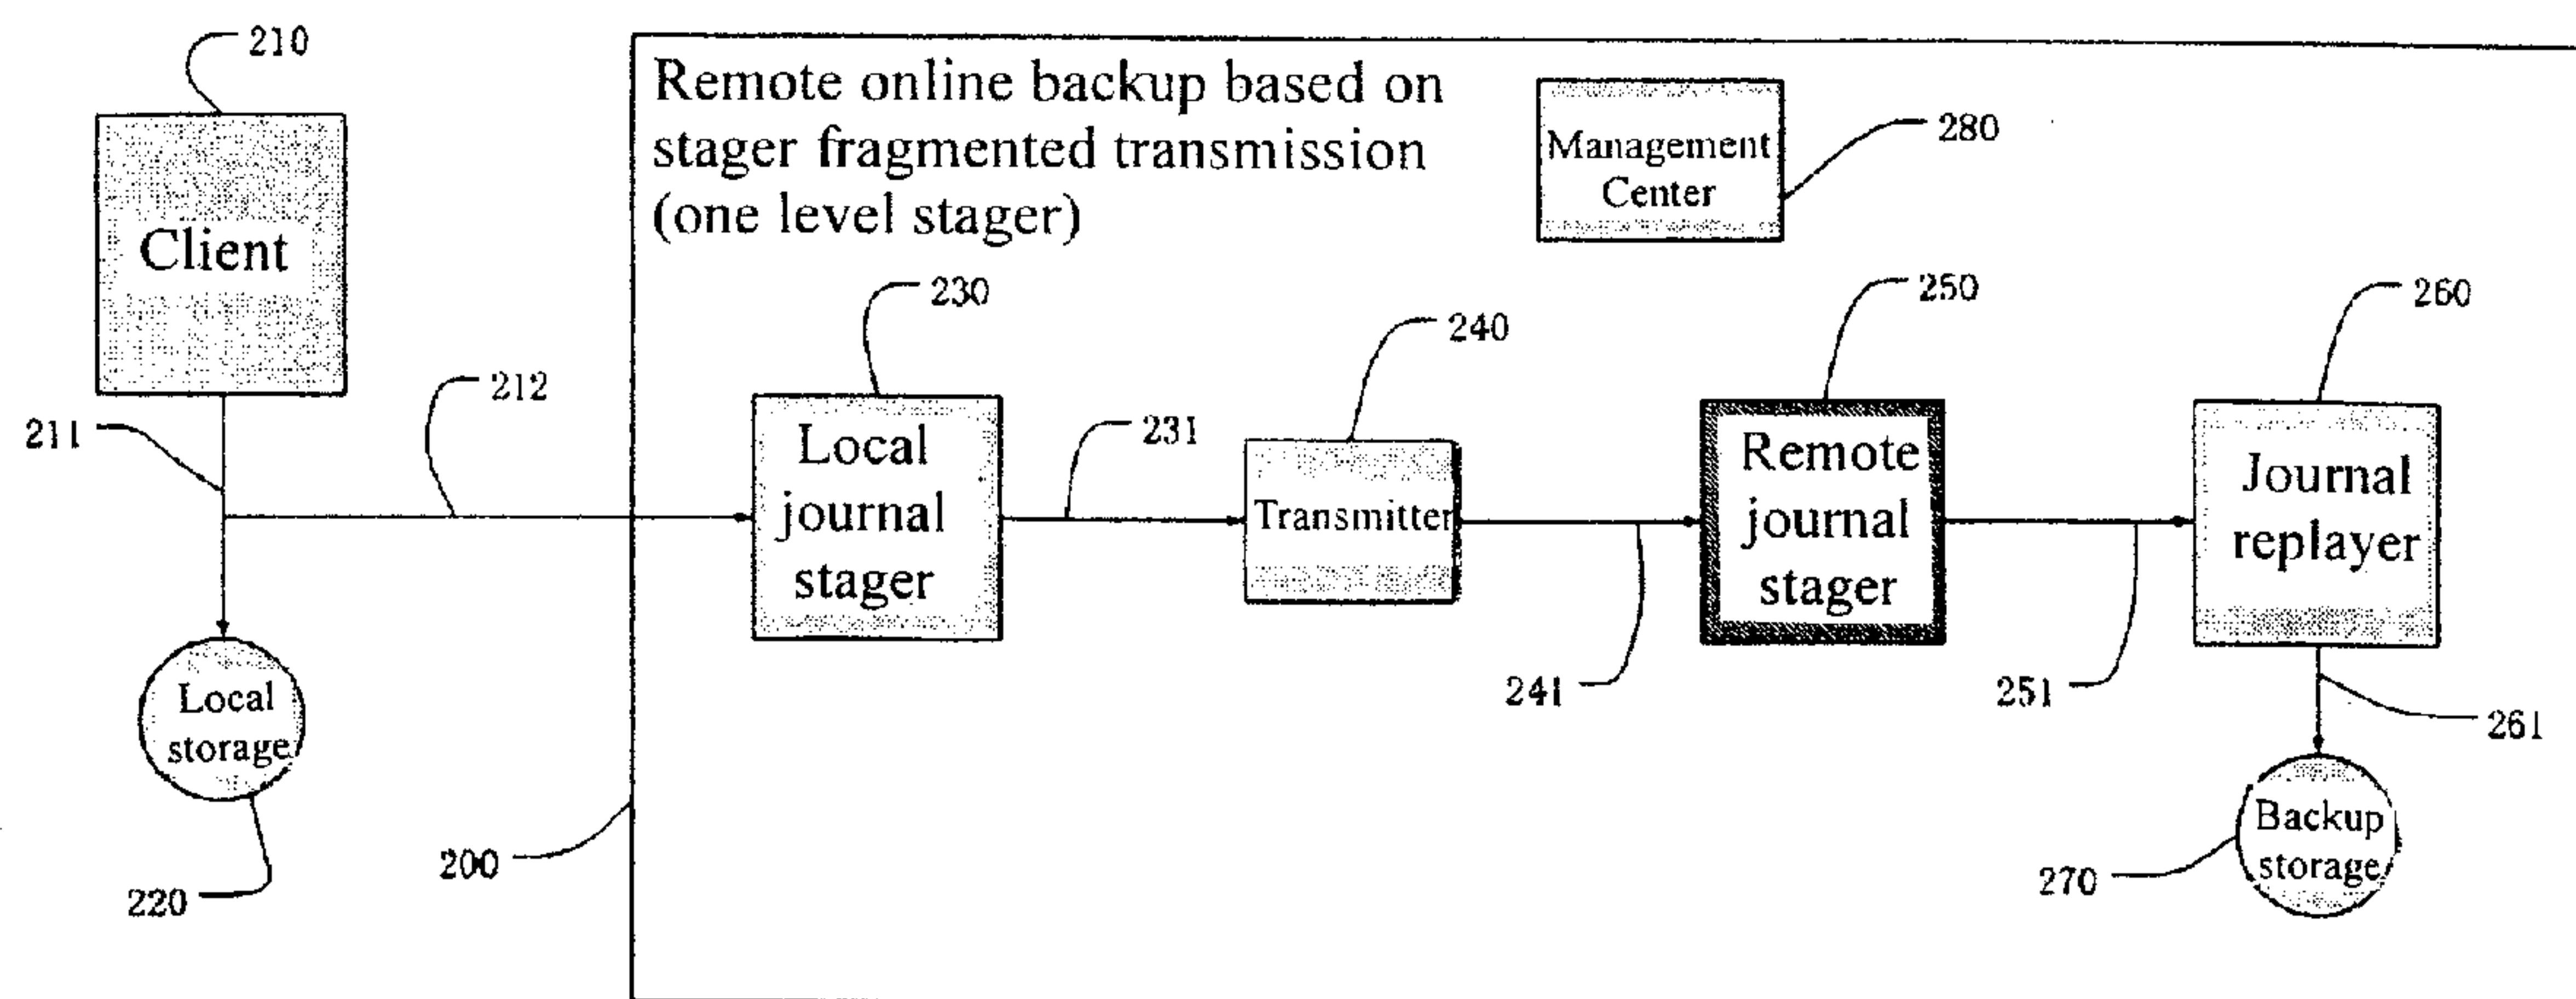 210
Client
211
212
Local
storage
220
200
Remote online backup based on
stager fragmented transmission
(one level stager)
Management
Center
280
230
Local
journal
stager
231
240
Transmitter
241
250
Remote
journal
stager
251
260
Journal
replayer
261
Backup
storage
270